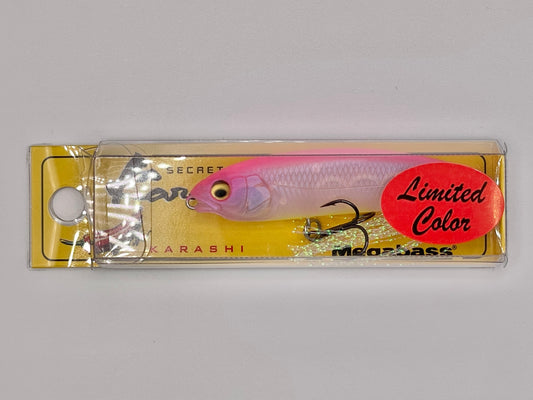 SECRET
KARASHI
Limited
Color
Megabass®